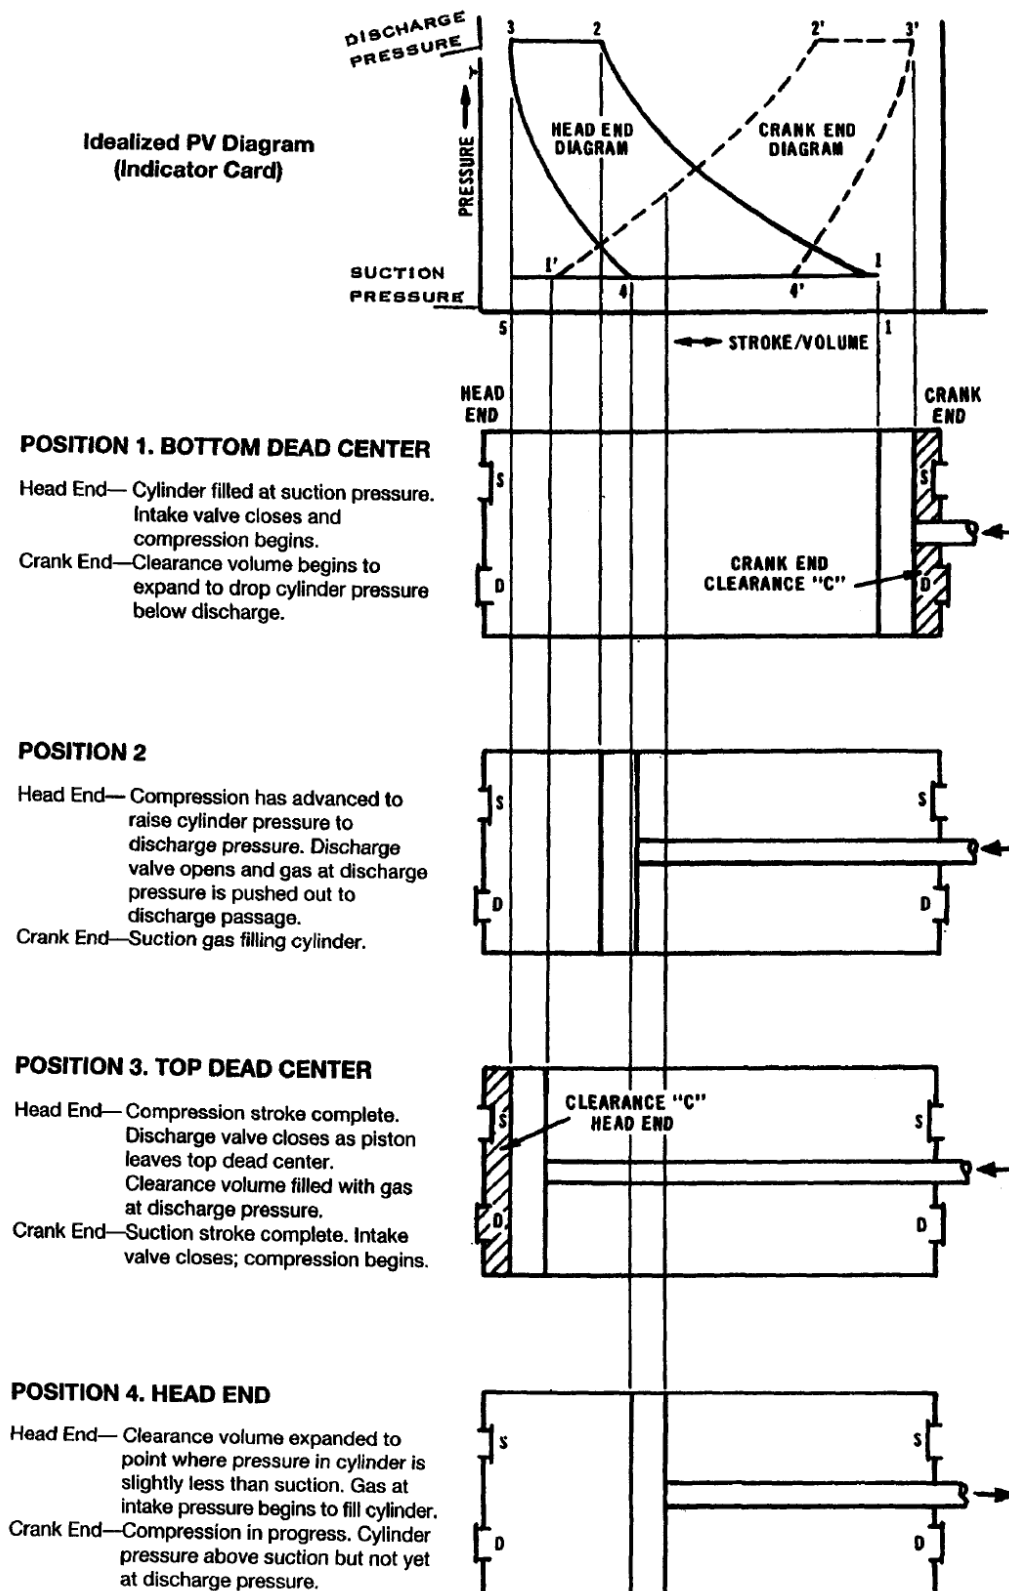 DISCHARGE
PRESSURE
3
2
2'
3'
Idealized PV Diagram
(Indicator Card)
PRESSURE
HEAD END
DIAGRAM
CRANK END
DIAGRAM
SUCTION
PRESSURE
1'
4
4'
1
5
STROKE/VOLUME
1
HEAD
END
CRANK
END
POSITION 1. BOTTOM DEAD CENTER
Head End— Cylinder filled at suction pressure.
Intake valve closes and
compression begins.
Crank End—Clearance volume begins to
expand to drop cylinder pressure
below discharge.
S
D
S
D
CRANK END
CLEARANCE "C"
POSITION 2
Head End— Compression has advanced to
raise cylinder pressure to
discharge pressure. Discharge
valve opens and gas at discharge
pressure is pushed out to
discharge passage.
Crank End—Suction gas filling cylinder.
S
D
S
D
POSITION 3. TOP DEAD CENTER
Head End— Compression stroke complete.
Discharge valve closes as piston
leaves top dead center.
Clearance volume filled with gas
at discharge pressure.
Crank End—Suction stroke complete. Intake
valve closes; compression begins.
CLEARANCE "C"
HEAD END
S
D
S
D
POSITION 4. HEAD END
Head End— Clearance volume expanded to
point where pressure in cylinder is
slightly less than suction. Gas at
intake pressure begins to fill cylinder.
Crank End—Compression in progress. Cylinder
pressure above suction but not yet
at discharge pressure.
S
D
S
D